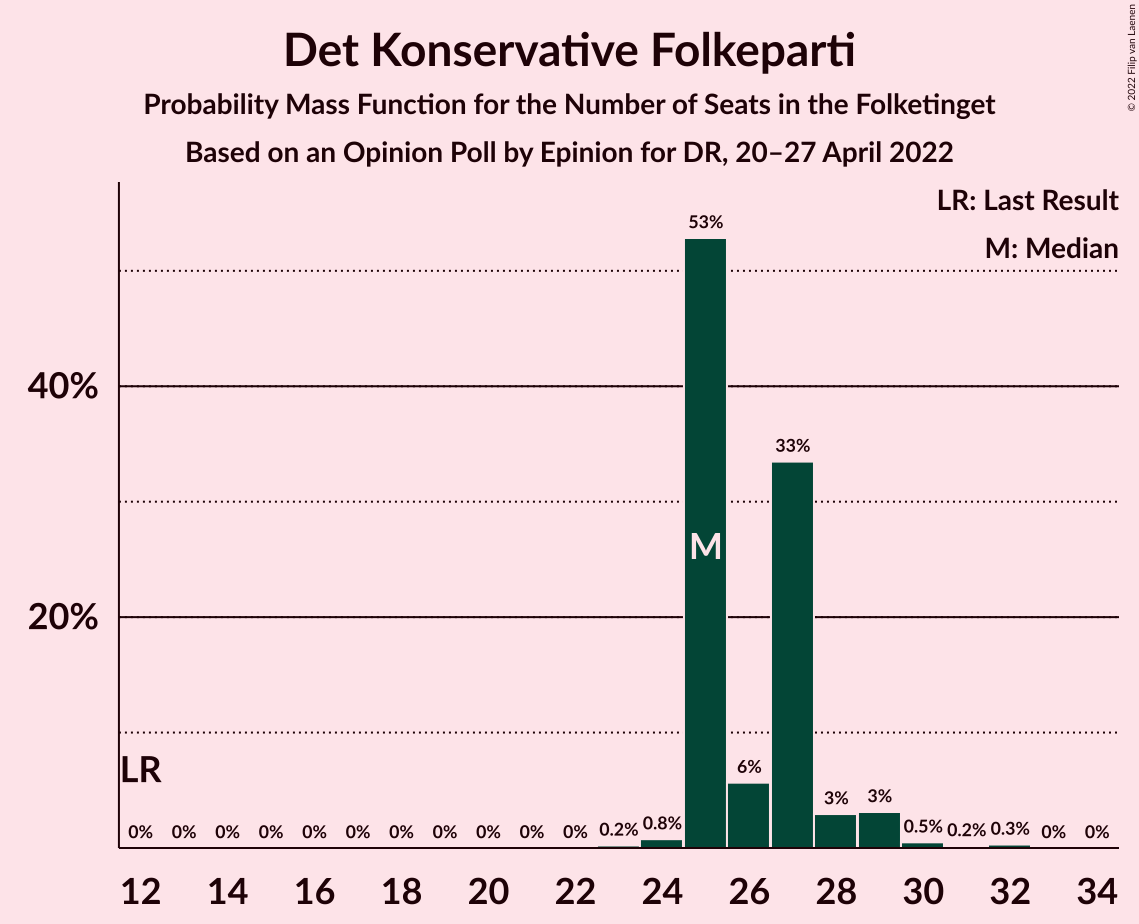 Det Konservative Folkeparti
Probability Mass Function for the Number of Seats in the Folketinget
Based on an Opinion Poll by Epinion for DR, 20–27 April 2022
© 2022 Filip van Laenen
LR: Last Result
M: Median
53%
40%
33%
M
20%
LR
6%
3% 3%
0% 0% 0% 0% 0% 0% 0% 0% 0% 0% 0% 0.2% 0.8% 0.5% 0.2% 0.3% 0% 0%
12 14 16 18 20 22 24 26 28 30 32 34